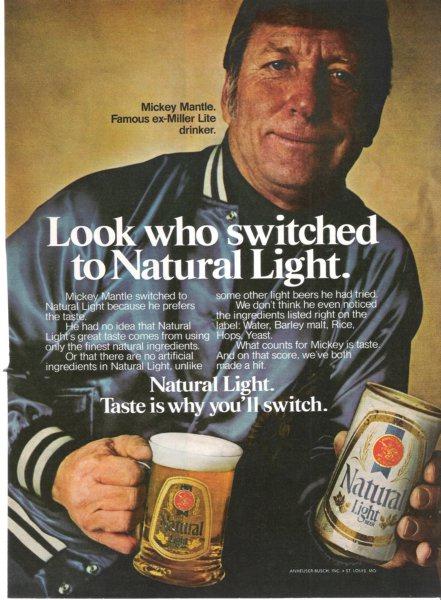 Mickey Mantle.
Famous ex-Miller Lite
drinker.
Look who switched
to Natural Light.
Mickey Mantle switched to
Natural Light because he prefers
the taste.
He had no idea that Natural
Light's great taste comes from using
only the finest natural ingredients.
Or that there are no artificial
ingredients in Natural Light, unlike
some other light beers he had tried.
We don't think he even noticed
the ingredients listed right on the
label: Water, Barley malt, Rice,
Hops, Yeast.
What counts for Mickey is taste.
And on that score, we've both
made a hit.
Natural Light.
Taste is why you'll switch.
Natural
Light
Natural
Light
BEER
ANHEUSER-BUSCH, INC. • ST. LOUIS, MO.